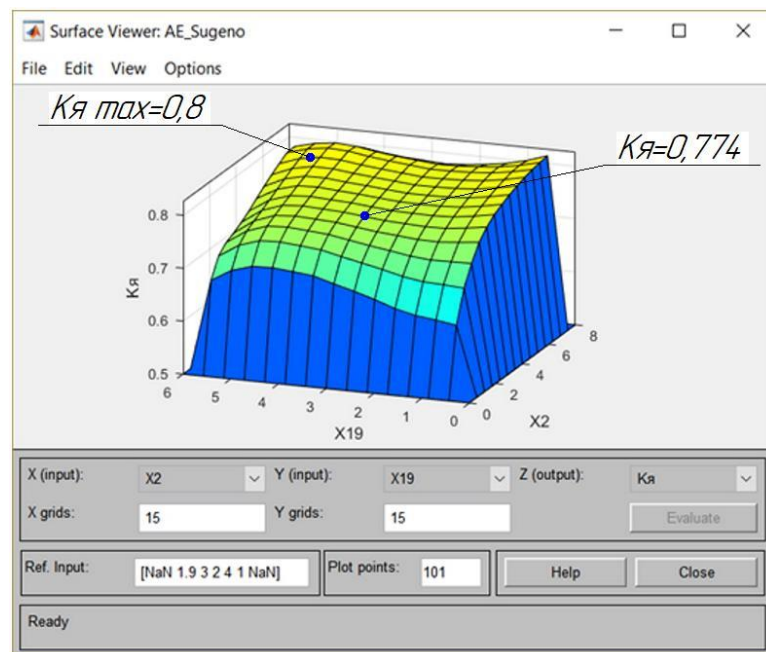 Surface Viewer: AE_Sugeno
File Edit View Options
Кя max=0,8
Кя=0,774
0.8
0.7
0.6
0.5
Кя
6 5 4 3 2 1 0
X19
0 2 4 6 8
X2
X (input): X2 Y (input): X19 Z (output): Кя
X grids: 15 Y grids: 15 Evaluate
Ref. Input: [NaN 1.9 3 2 4 1 NaN] Plot points: 101 Help Close
Ready